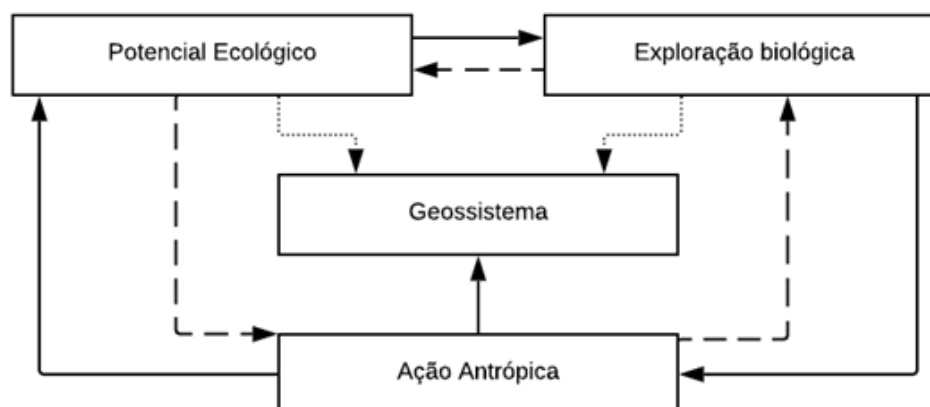 Potencial Ecológico
Exploração biológica
Geossistema
Ação Antrópica